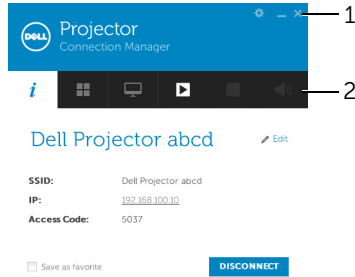 DELL
Projector
Connection Manager
1
i
2
Dell Projector abcd
Edit
SSID: Dell Projector abcd
IP: 192.168.100.10
Access Code: 5037
Save as favorite
DISCONNECT